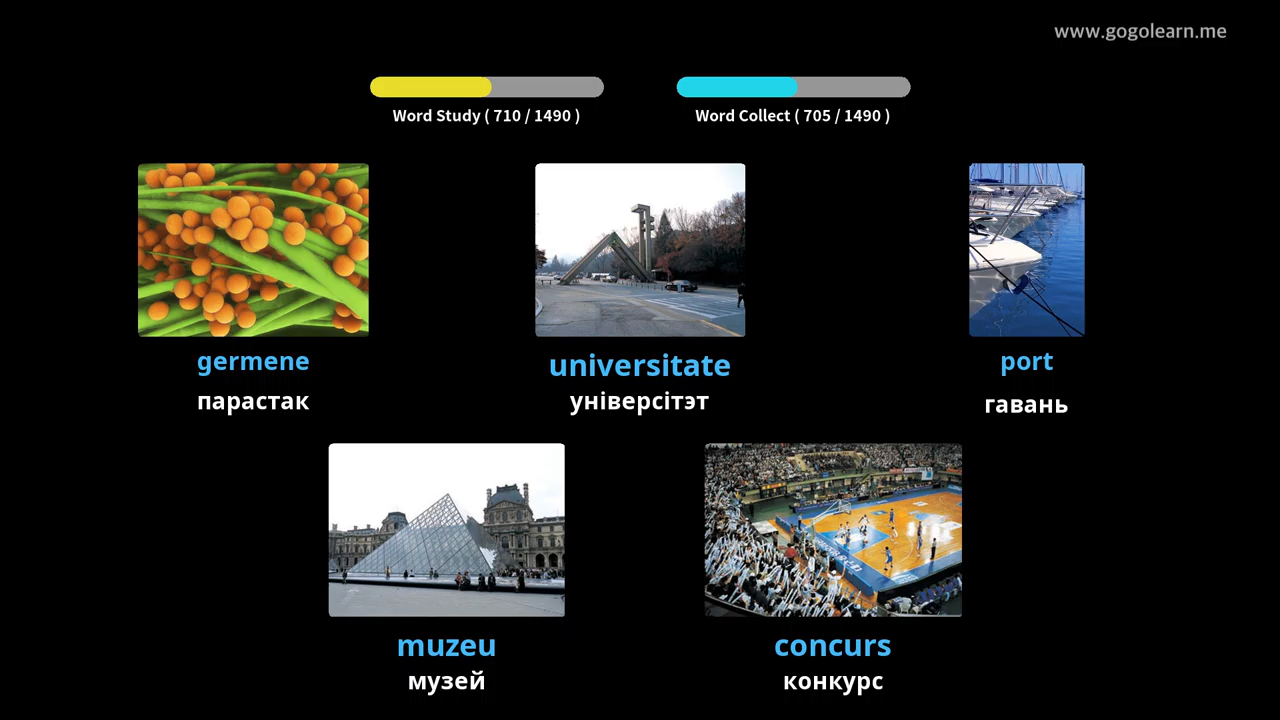 www.gogolearn.me
Word Study ( 710 / 1490 )
Word Collect ( 705 / 1490 )
germene
парастак
universitate
універсітэт
port
гавань
muzeu
музей
concurs
конкурс